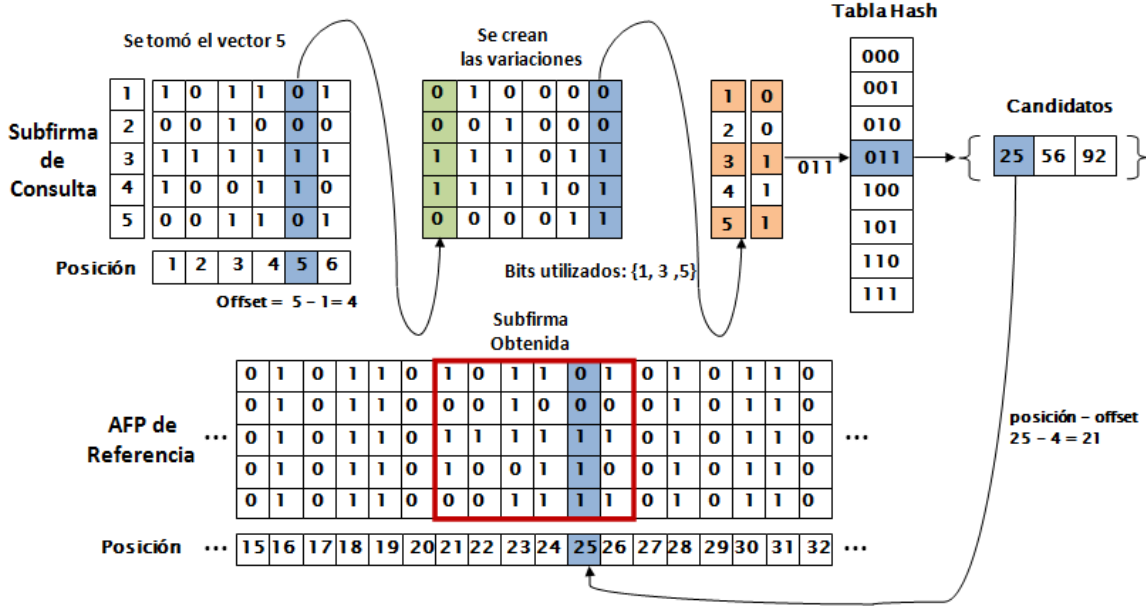 Tabla Hash
Se tomó el vector 5
Se crean
las variaciones
Subfirma
de
Consulta
1 1 0 1 1 0 1
2 0 0 1 0 0 0
3 1 1 1 1 1 1
4 1 0 0 1 1 0
5 0 0 1 1 0 1
Posición 1 2 3 4 5 6
Offset = 5 - 1 = 4
0 1 0 0 0 0
0 0 1 0 0 0
1 1 1 0 1 1
1 1 1 1 0 1
0 0 0 0 1 1
Bits utilizados: {1, 3 ,5}
1 0
2 0
3 1
4 1
5 1
011
000
001
010
011
100
101
110
111
Candidatos
{ 25 56 92 }
Subfirma
Obtenida
AFP de
Referencia
... ...
0 1 0 1 1 0 1 0 1 1 0 1 0 1 0 1 1 0
0 1 0 1 1 0 0 0 1 0 0 0 0 1 0 1 1 0
0 1 0 1 1 0 1 1 1 1 1 1 0 1 0 1 1 0
0 1 0 1 1 0 1 0 0 1 1 0 0 1 0 1 1 0
0 1 0 1 1 0 0 0 1 1 1 1 0 1 0 1 1 0
Posición ... 15 16 17 18 19 20 21 22 23 24 25 26 27 28 29 30 31 32 ...
posición - offset
25 - 4 = 21